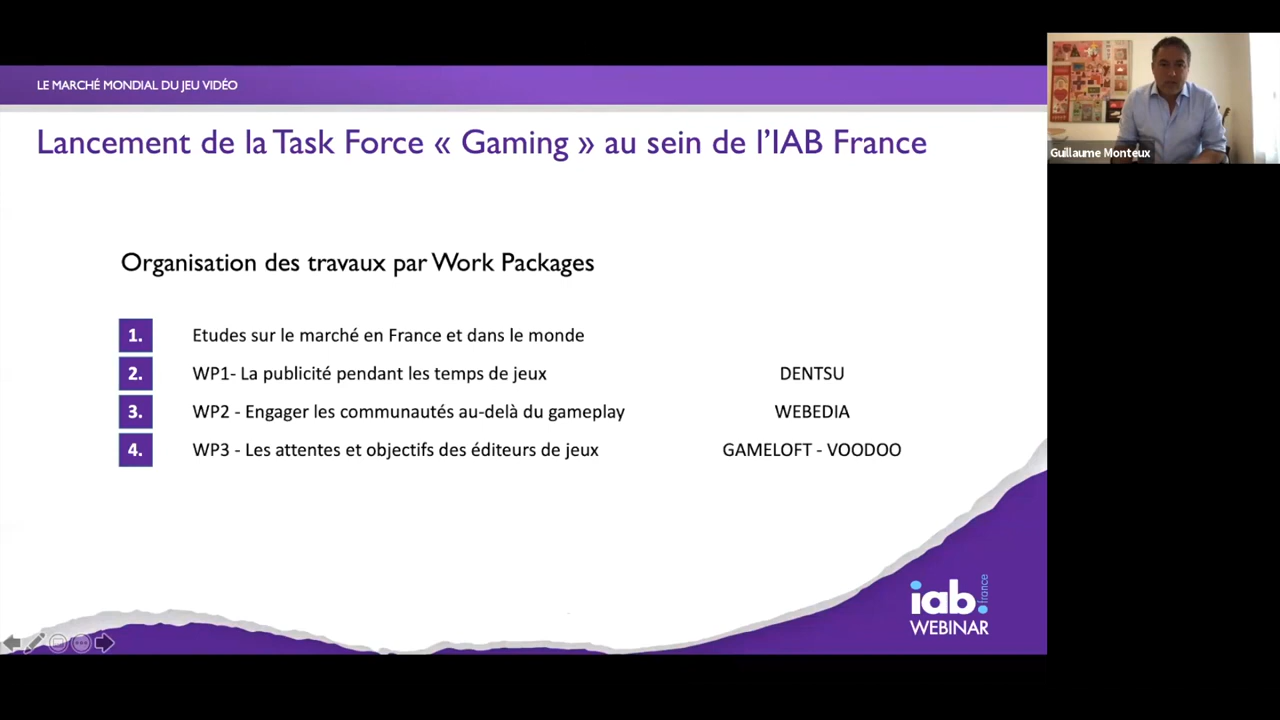 LE MARCHÉ MONDIAL DU JEU VIDÉO
Lancement de la Task Force « Gaming » au sein de l'IAB France
Guillaume Monteux
Organisation des travaux par Work Packages
1. Etudes sur le marché en France et dans le monde
2. WP1- La publicité pendant les temps de jeux DENTSU
3. WP2 - Engager les communautés au-delà du gameplay WEBEDIA
4. WP3 - Les attentes et objectifs des éditeurs de jeux GAMELOFT - VOODOO
iab. france
WEBINAR